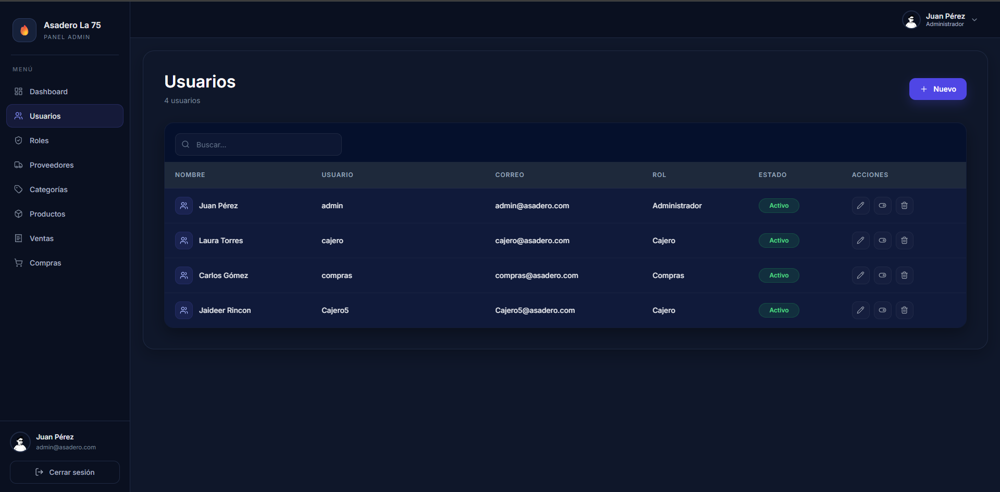 Asadero La 75
PANEL ADMIN
MENÚ
Dashboard
Usuarios
Roles
Proveedores
Categorías
Productos
Ventas
Compras
Juan Pérez
admin@asadero.com
Cerrar sesión
Juan Pérez
Administrador
Usuarios
4 usuarios
Nuevo
Buscar...
NOMBRE USUARIO CORREO ROL ESTADO ACCIONES
Juan Pérez admin admin@asadero.com Administrador Activo
Laura Torres cajero cajero@asadero.com Cajero Activo
Carlos Gómez compras compras@asadero.com Compras Activo
Jaideer Rincon Cajero5 Cajero5@asadero.com Cajero Activo